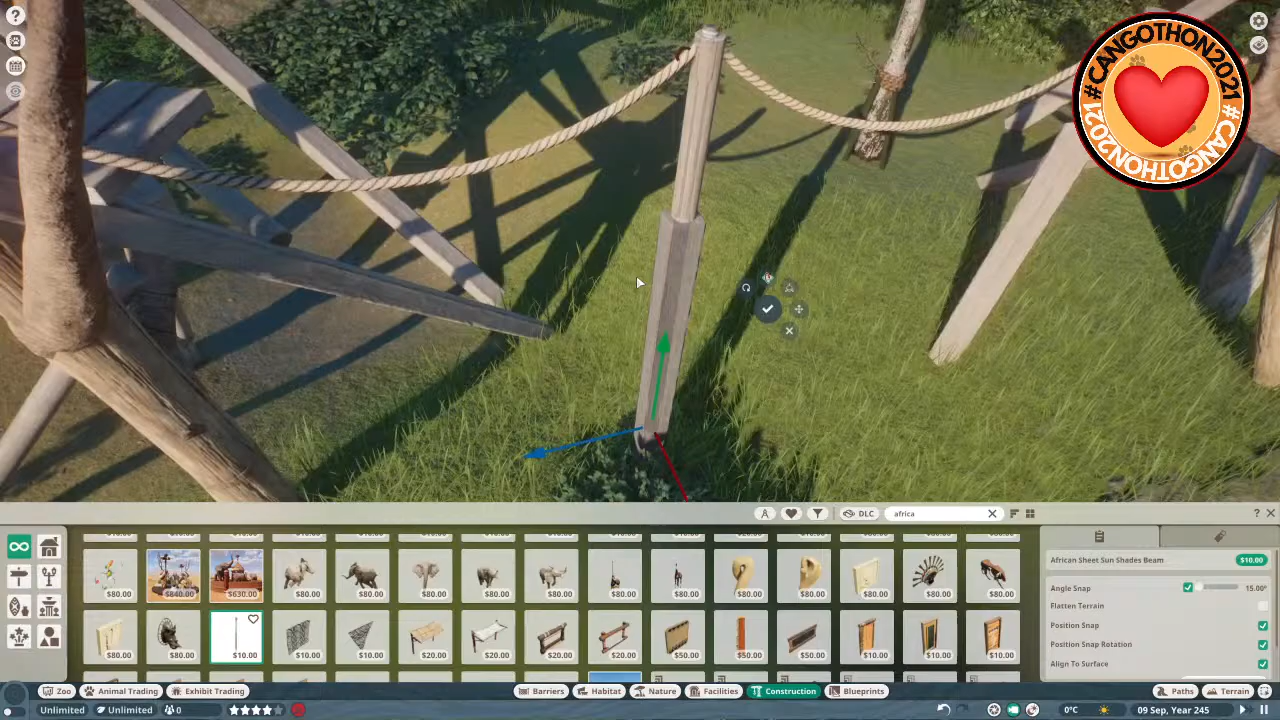 #CANGOTHON2021
#CANGOTHON2021
DLC
africa
African Sheet Sun Shades Beam
$10.00
$80.00 $840.00 $630.00 $80.00 $80.00 $80.00 $80.00 $80.00 $80.00 $80.00 $80.00 $80.00 $80.00 $80.00 $80.00
Angle Snap
15.00°
Flatten Terrain
Position Snap
Position Snap Rotation
Align To Surface
$80.00 $80.00 $10.00 $10.00 $10.00 $20.00 $20.00 $20.00 $20.00 $50.00 $50.00 $50.00 $10.00 $10.00 $10.00
Zoo
Animal Trading
Exhibit Trading
Barriers
Habitat
Nature
Facilities
Construction
Blueprints
Paths
Terrain
Unlimited
Unlimited
0
0°C
09 Sep, Year 245